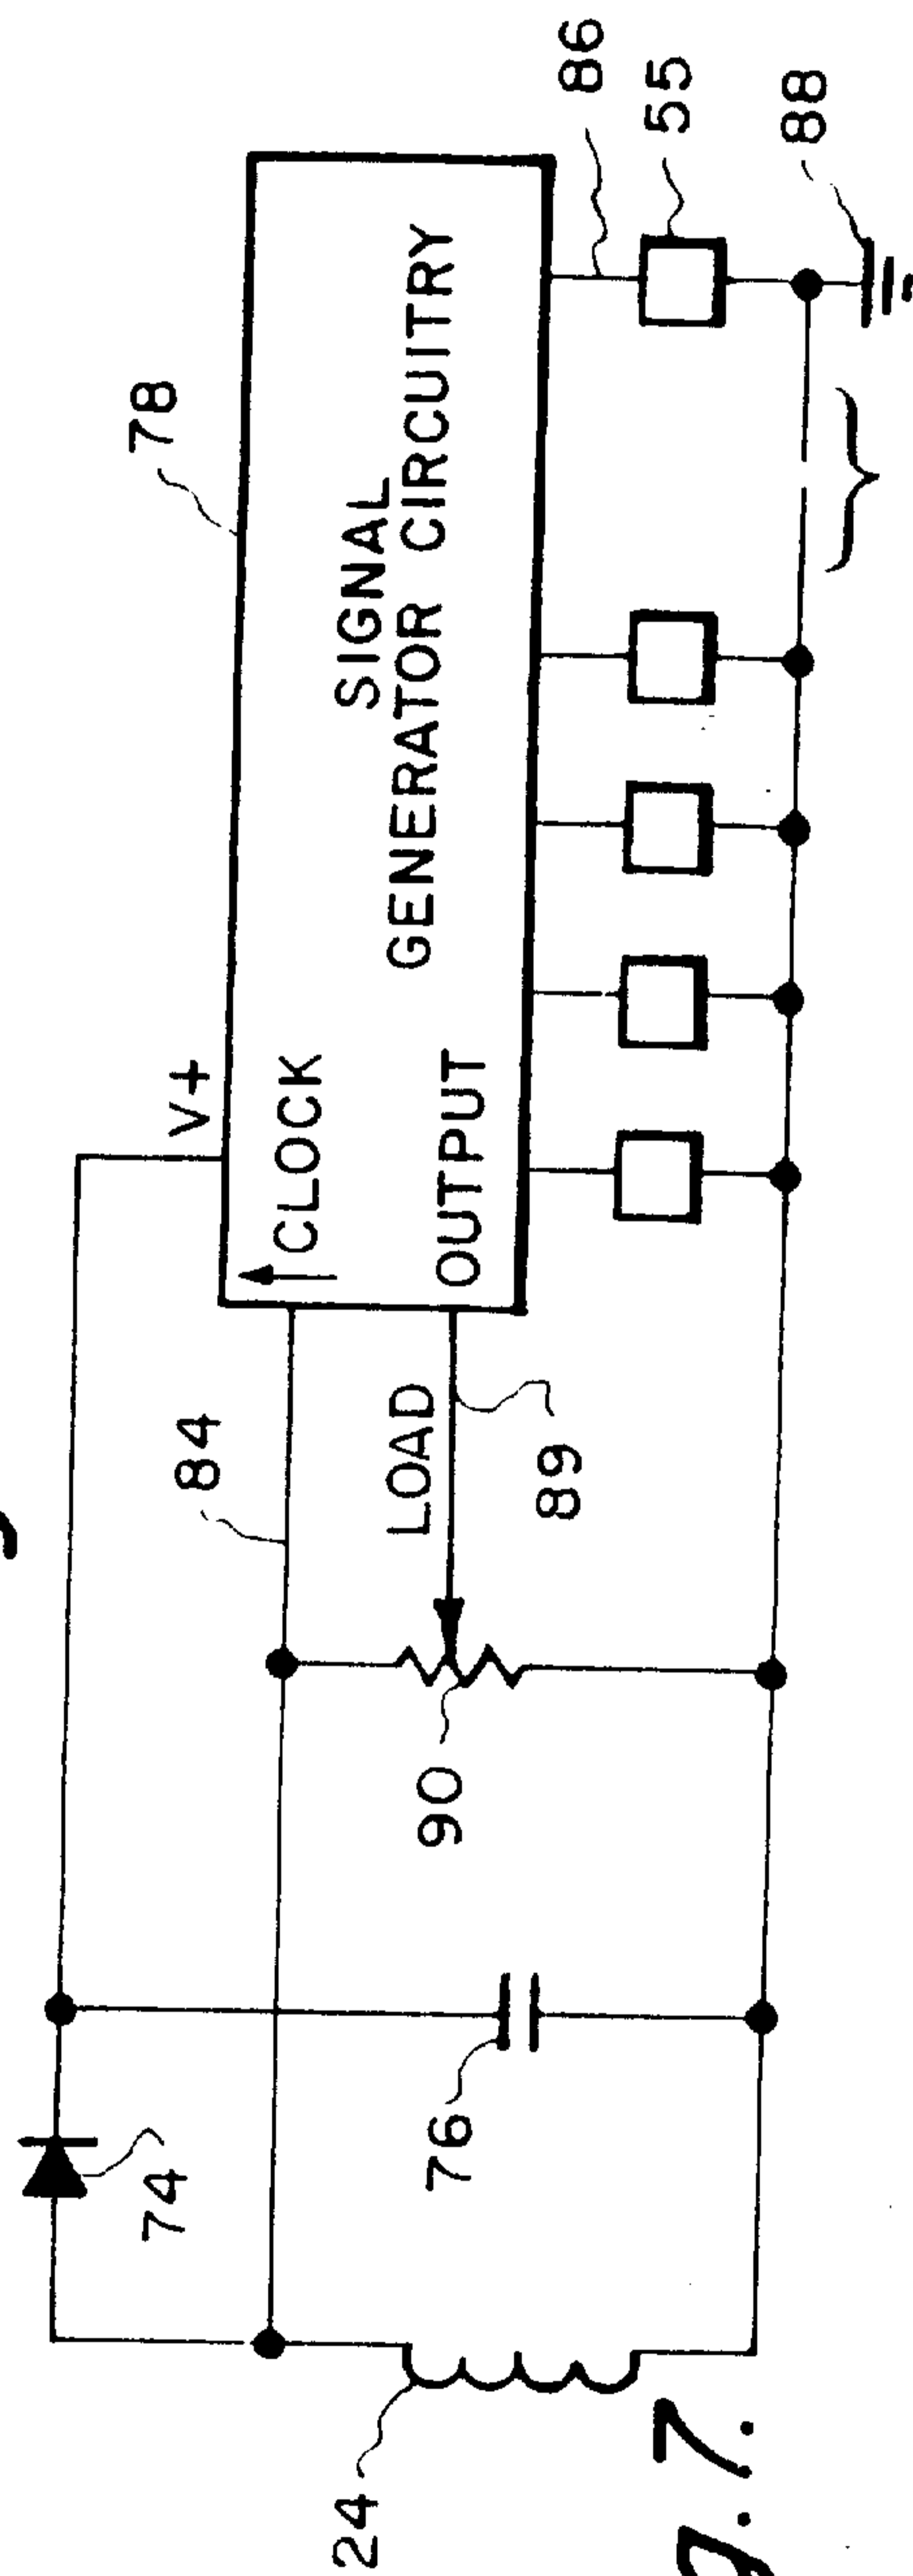 78
V+
CLOCK
SIGNAL
GENERATOR CIRCUITRY
OUTPUT
84
LOAD
89
90
74
76
24
86
55
88
g. 7.